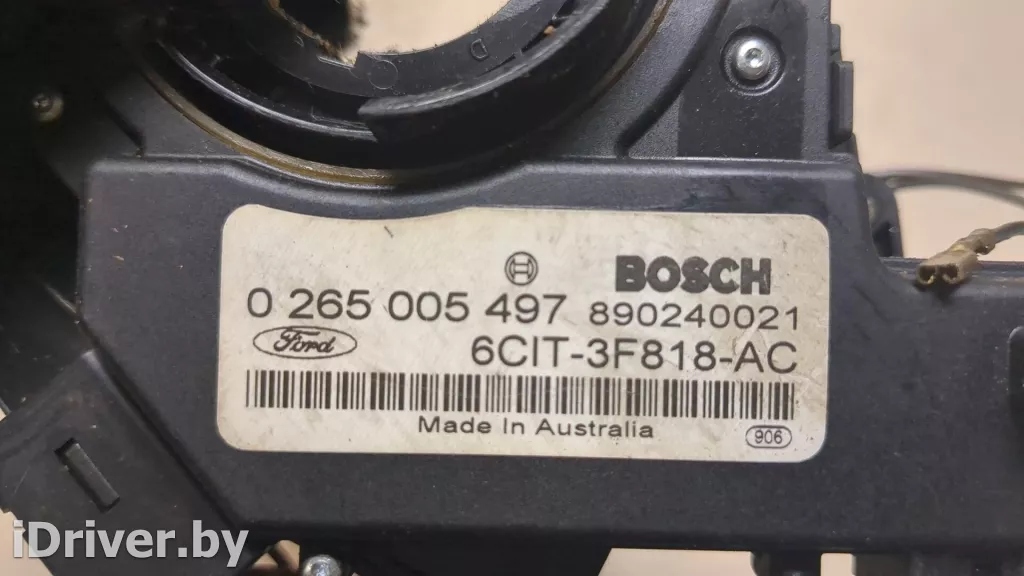 D
BOSCH
0 265 005 497 890240021
Ford
6CIT-3F818-AC
Made In Australia
906
iDriver.by